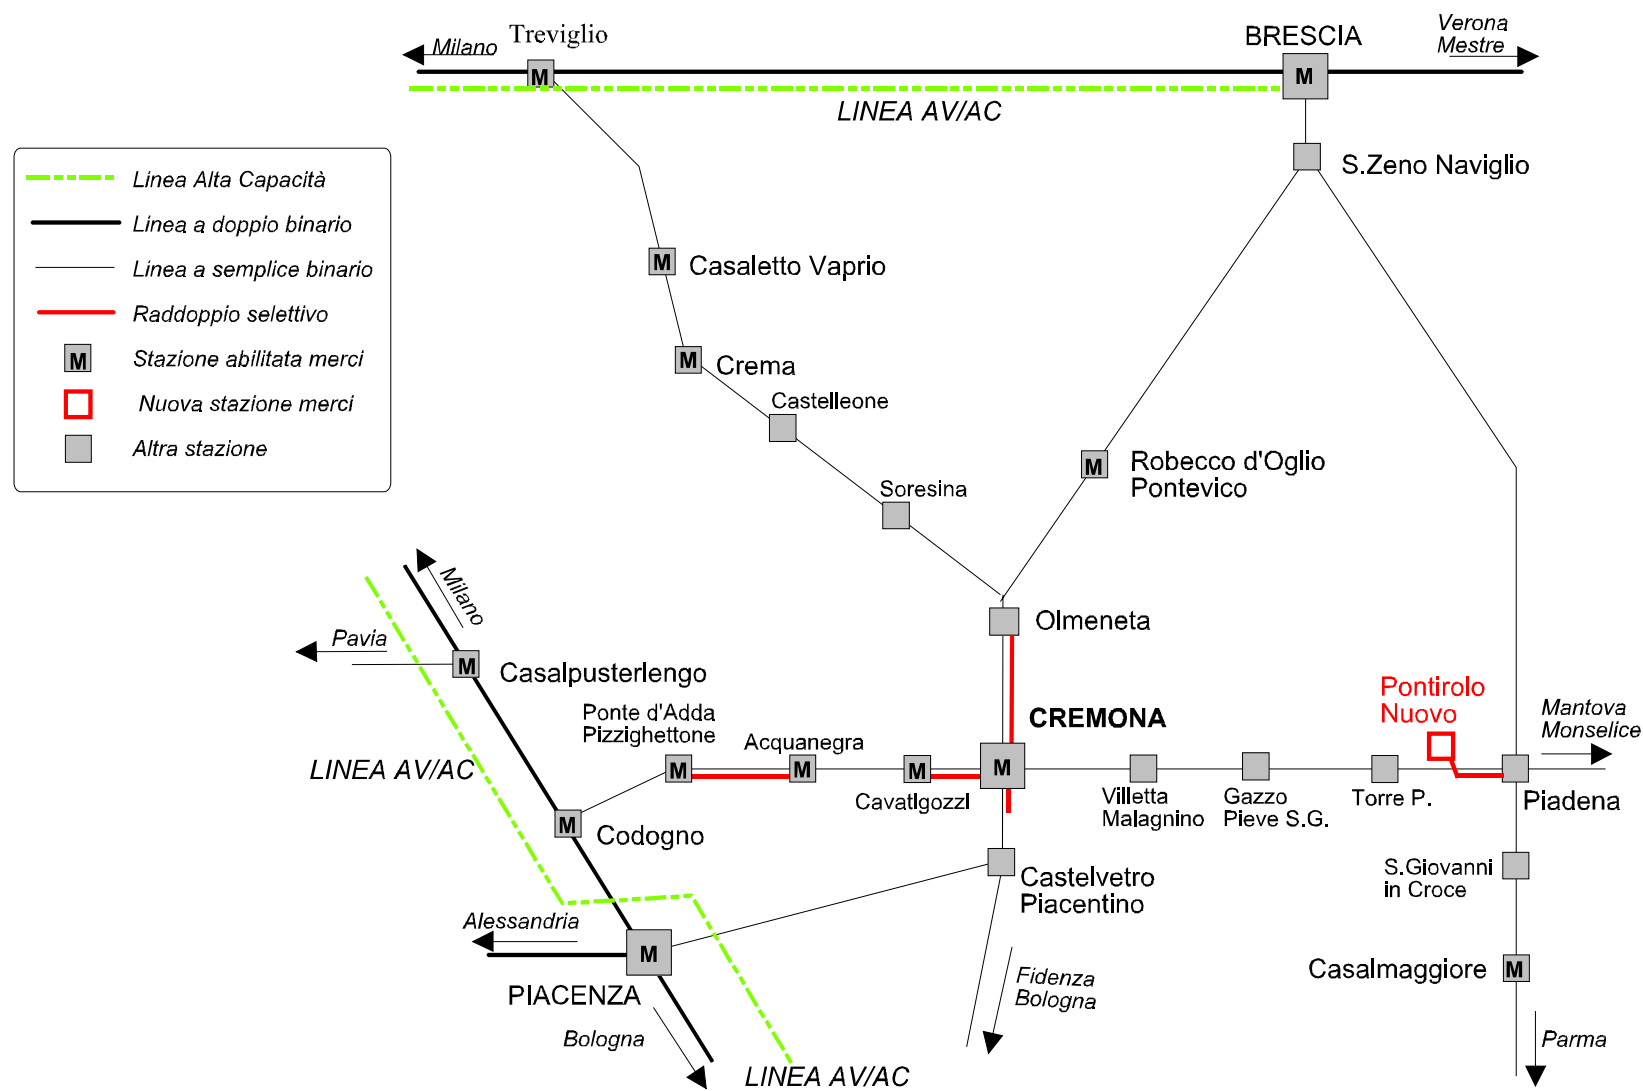 Treviglio
Milano
BRESCIA
Verona
Mestre
M
M
LINEA AV/AC
S.Zeno Naviglio
Linea Alta Capacità
Linea a doppio binario
Linea a semplice binario
Raddoppio selettivo
M
Stazione abilitata merci
Nuova stazione merci
Altra stazione
M
Casaletto Vaprio
M
Crema
Castelleone
Soresina
M
Robecco d'Oglio
Pontevico
Milano
Pavia
M
Casalpusterlengo
LINEA AV/AC
Olmeneta
Ponte d'Adda
Pizzighettone
M
Acquanegra
M
Cavatigozzi
M
CREMONA
M
Villetta
Malagnino
Gazzo
Pieve S.G.
Torre P.
Pontirolo
Nuovo
Mantova
Monselice
Piadena
M
Codogno
Castelvetro
Piacentino
S.Giovanni
in Croce
Alessandria
M
PIACENZA
Bologna
LINEA AV/AC
Fidenza
Bologna
Casalmaggiore
M
Parma